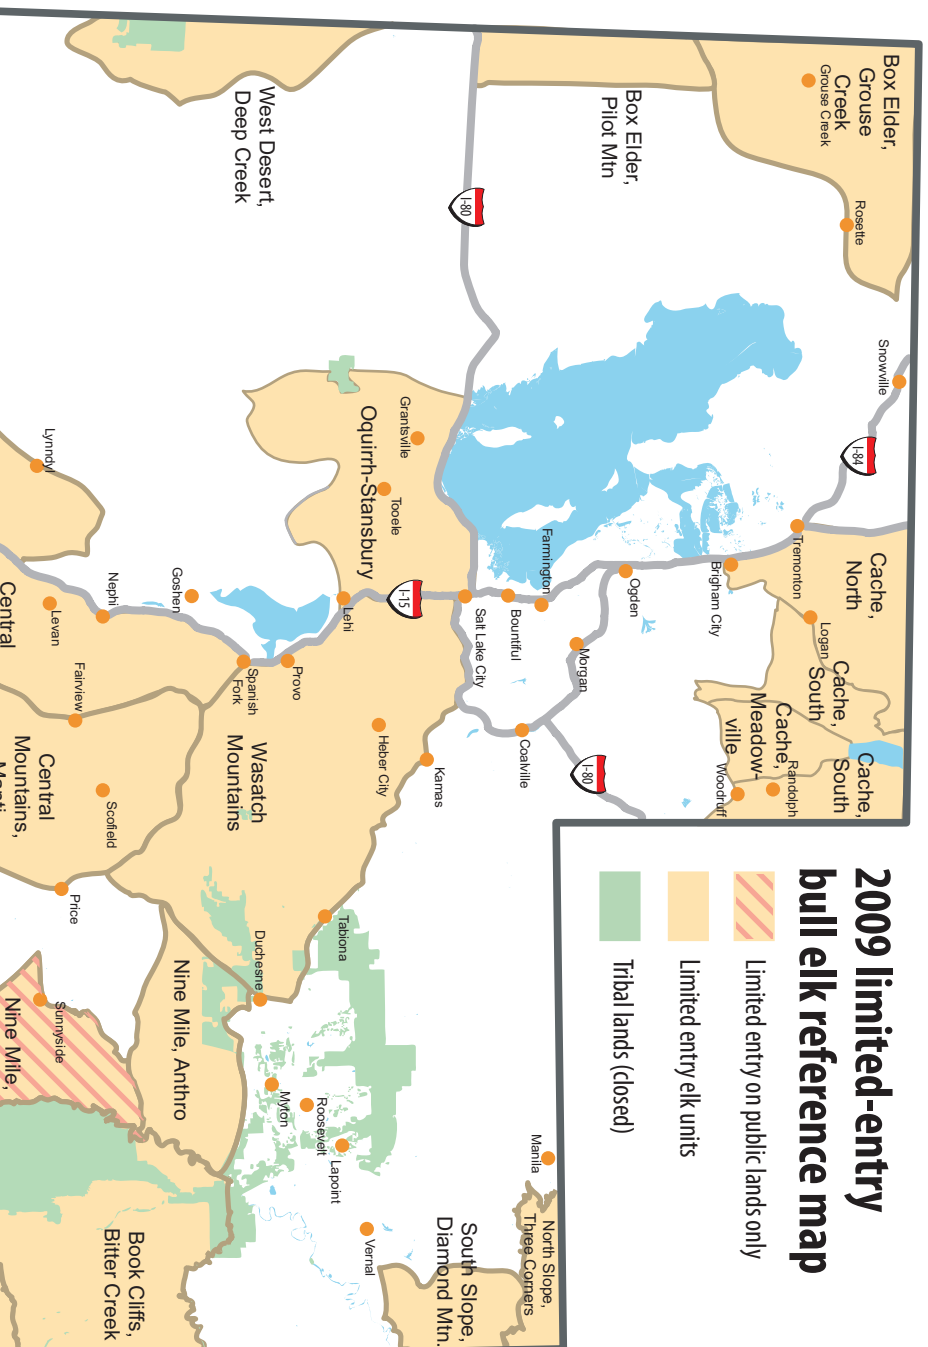 2009 limited-entry
bull elk reference map
Limited entry on public lands only
Limited entry elk units
Tribal lands (closed)
Box Elder,
Grouse
Creek
Grouse Creek
Rosette
Snowville
I-84
Box Elder,
Pilot Mtn
I-80
West Desert,
Deep Creek
Tremonton
Cache,
North
Logan
Brigham City
Cache,
South
Cache,
South
Cache,
Meadow-
ville
Randolph
Woodruff
Ogden
Morgan
Farmington
Bountiful
Salt Lake City
Coalville
I-80
Grantsville
Tooele
Oquirrh-Stansbury
I-15
Lehi
Kamas
Heber City
Provo
Spanish
Fork
Wasatch
Mountains
Goshen
Lynndyl
Nephi
Levan
Fairview
Scofield
Central
Central
Mountains,
Manti
Price
Tabiona
Duchesne
Nine Mile, Anthro
Sunnyside
Nine Mile,
Myton
Roosevelt
Lapoint
Vernal
Manila
North Slope,
Three Corners
South Slope,
Diamond Mtn.
Book Cliffs,
Bitter Creek